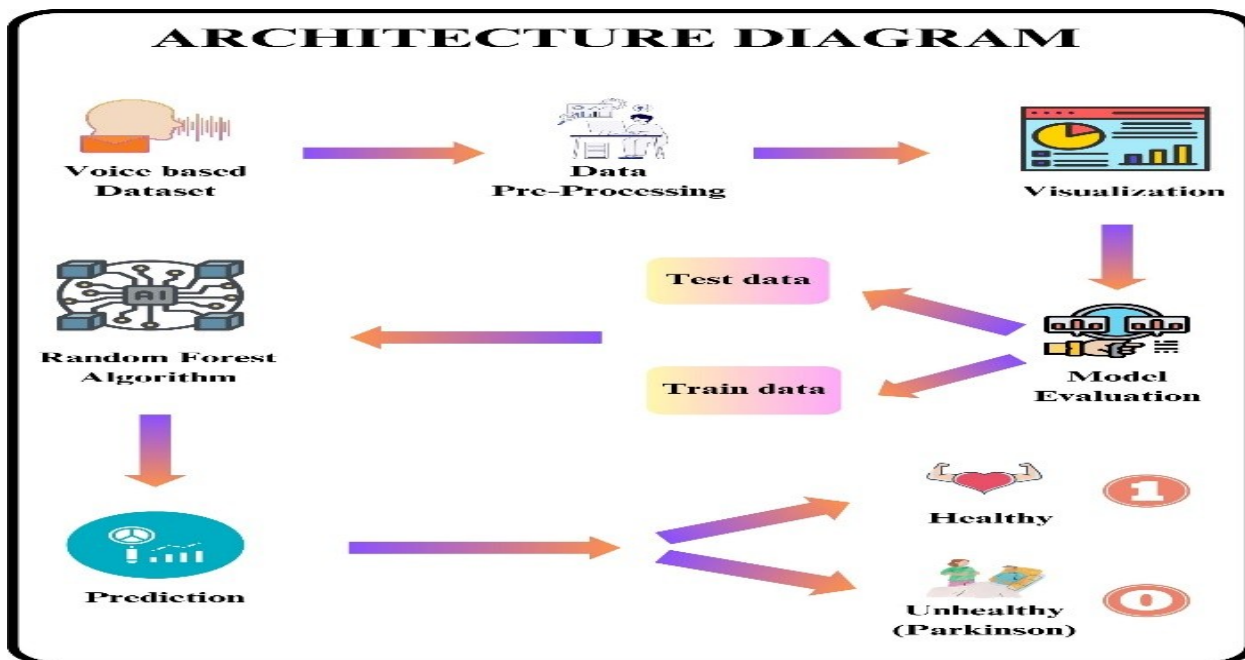 ARCHITECTURE DIAGRAM
Voice based
Dataset
Data
Pre-Processing
Visualization
AI
Random Forest
Algorithm
Test data
Train data
Model
Evaluation
Prediction
Healthy
1
Unhealthy
(Parkinson)
0